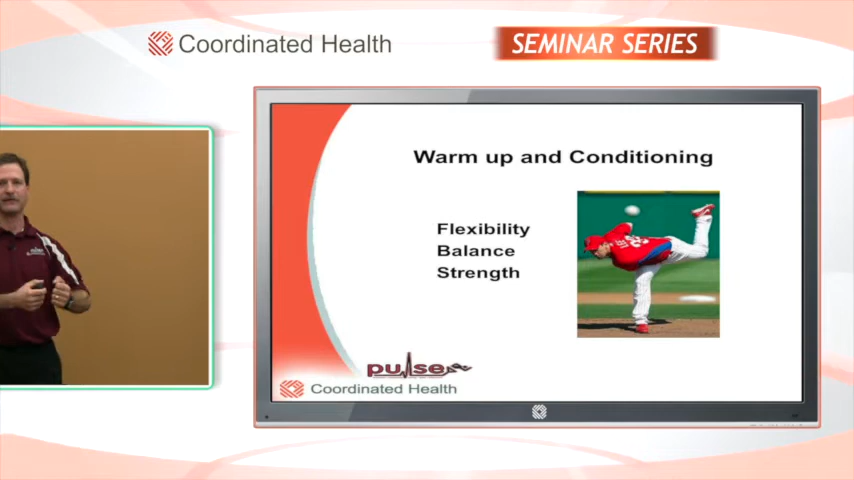 Coordinated Health
SEMINAR SERIES
Warm up and Conditioning
Flexibility
Balance
Strength
pulse
Coordinated Health